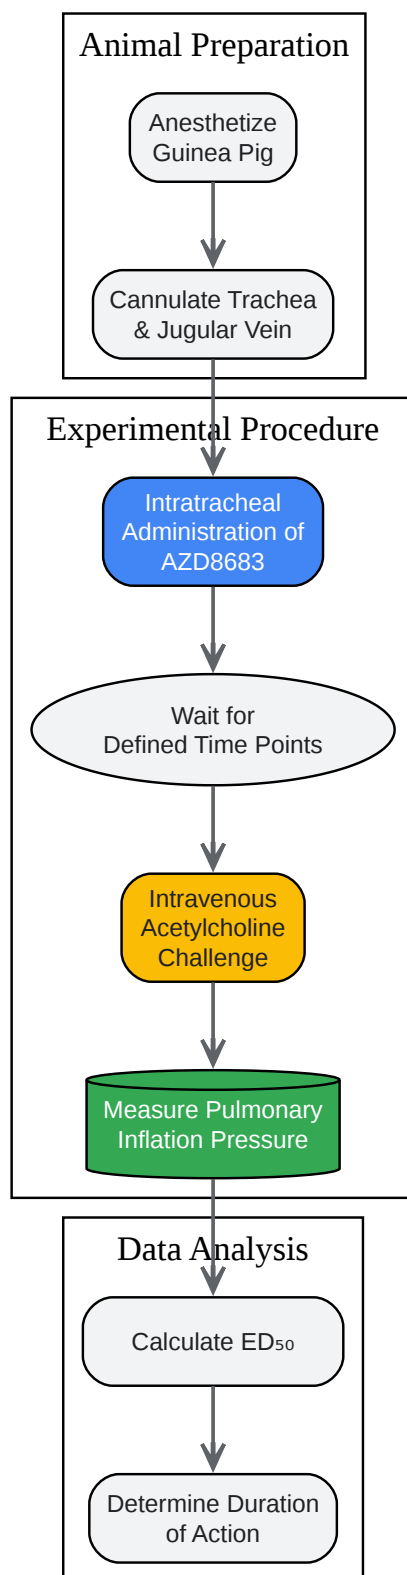 Animal Preparation
Anesthetize
Guinea Pig
Cannulate Trachea
& Jugular Vein
Experimental Procedure
Intratracheal
Administration of
AZD8683
Wait for
Defined Time Points
Intravenous
Acetylcholine
Challenge
Measure Pulmonary
Inflation Pressure
Data Analysis
Calculate ED₅₀
Determine Duration
of Action